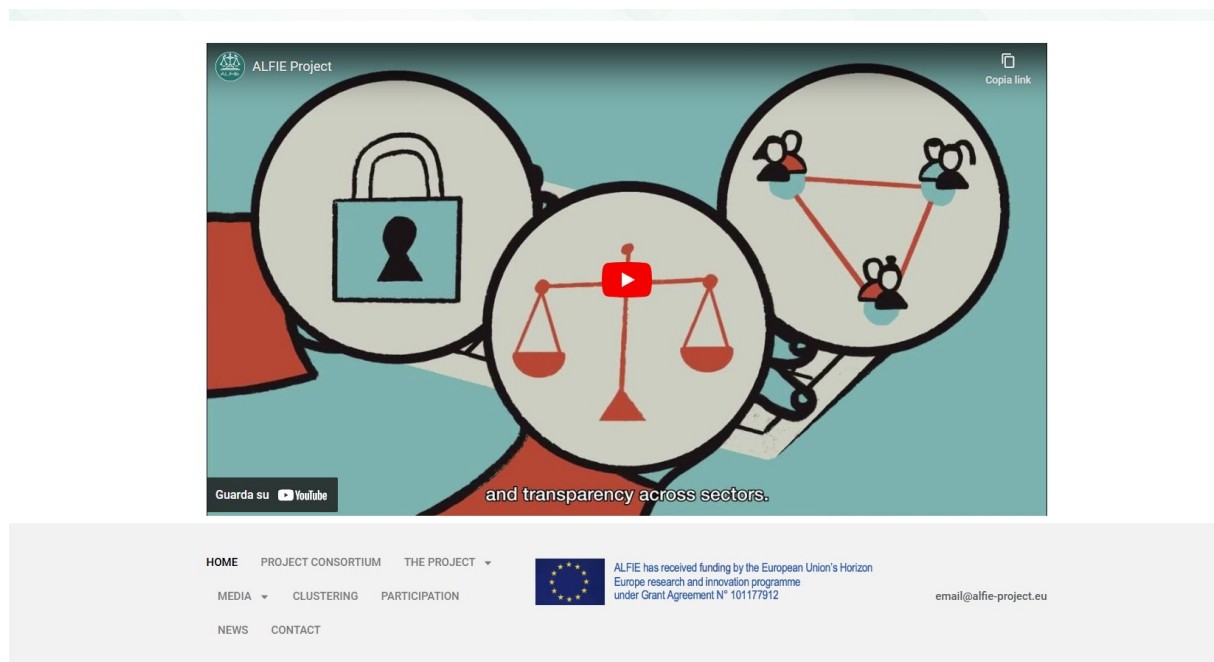 ALFIE Project
Copia link
Guarda su YouTube
and transparency across sectors.
HOME PROJECT CONSORTIUM THE PROJECT
MEDIA CLUSTERING PARTICIPATION
NEWS CONTACT
ALFIE has received funding by the European Union's Horizon
Europe research and innovation programme
under Grant Agreement N° 101177912
email@alfie-project.eu